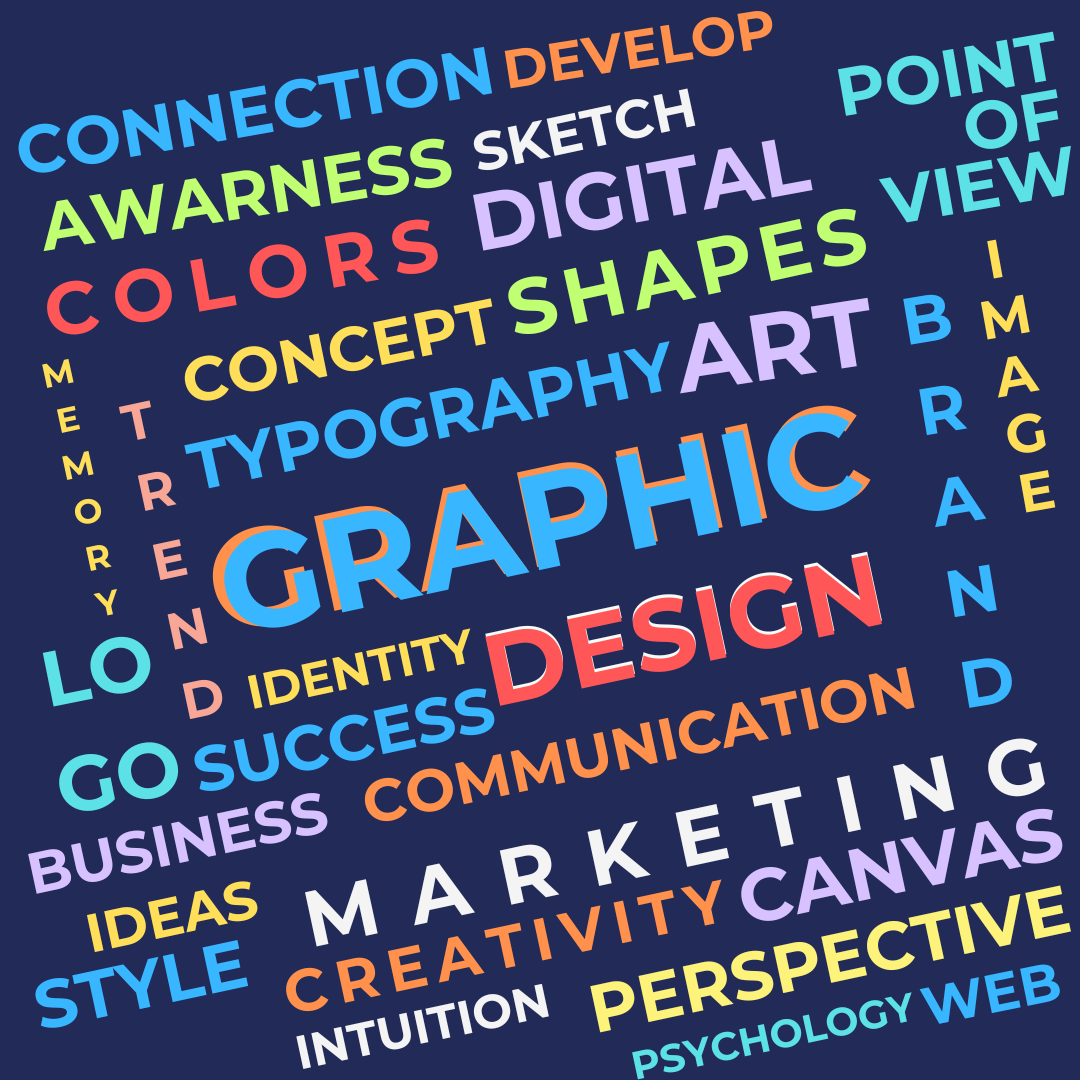 CONNECTION DEVELOP
POINT
OF
VIEW
AWARNESS SKETCH
COLORS DIGITAL
CONCEPT SHAPES
TYPOGRAPHY ART
MEMORY
TREND
BRAND
IMAGE
GRAPHIC
DESIGN
LO
GO
IDENTITY
SUCCESS
COMMUNICATION
BUSINESS
MARKETING
IDEAS
CREATIVITY CANVAS
STYLE
INTUITION
PERSPECTIVE
PSYCHOLOGY WEB